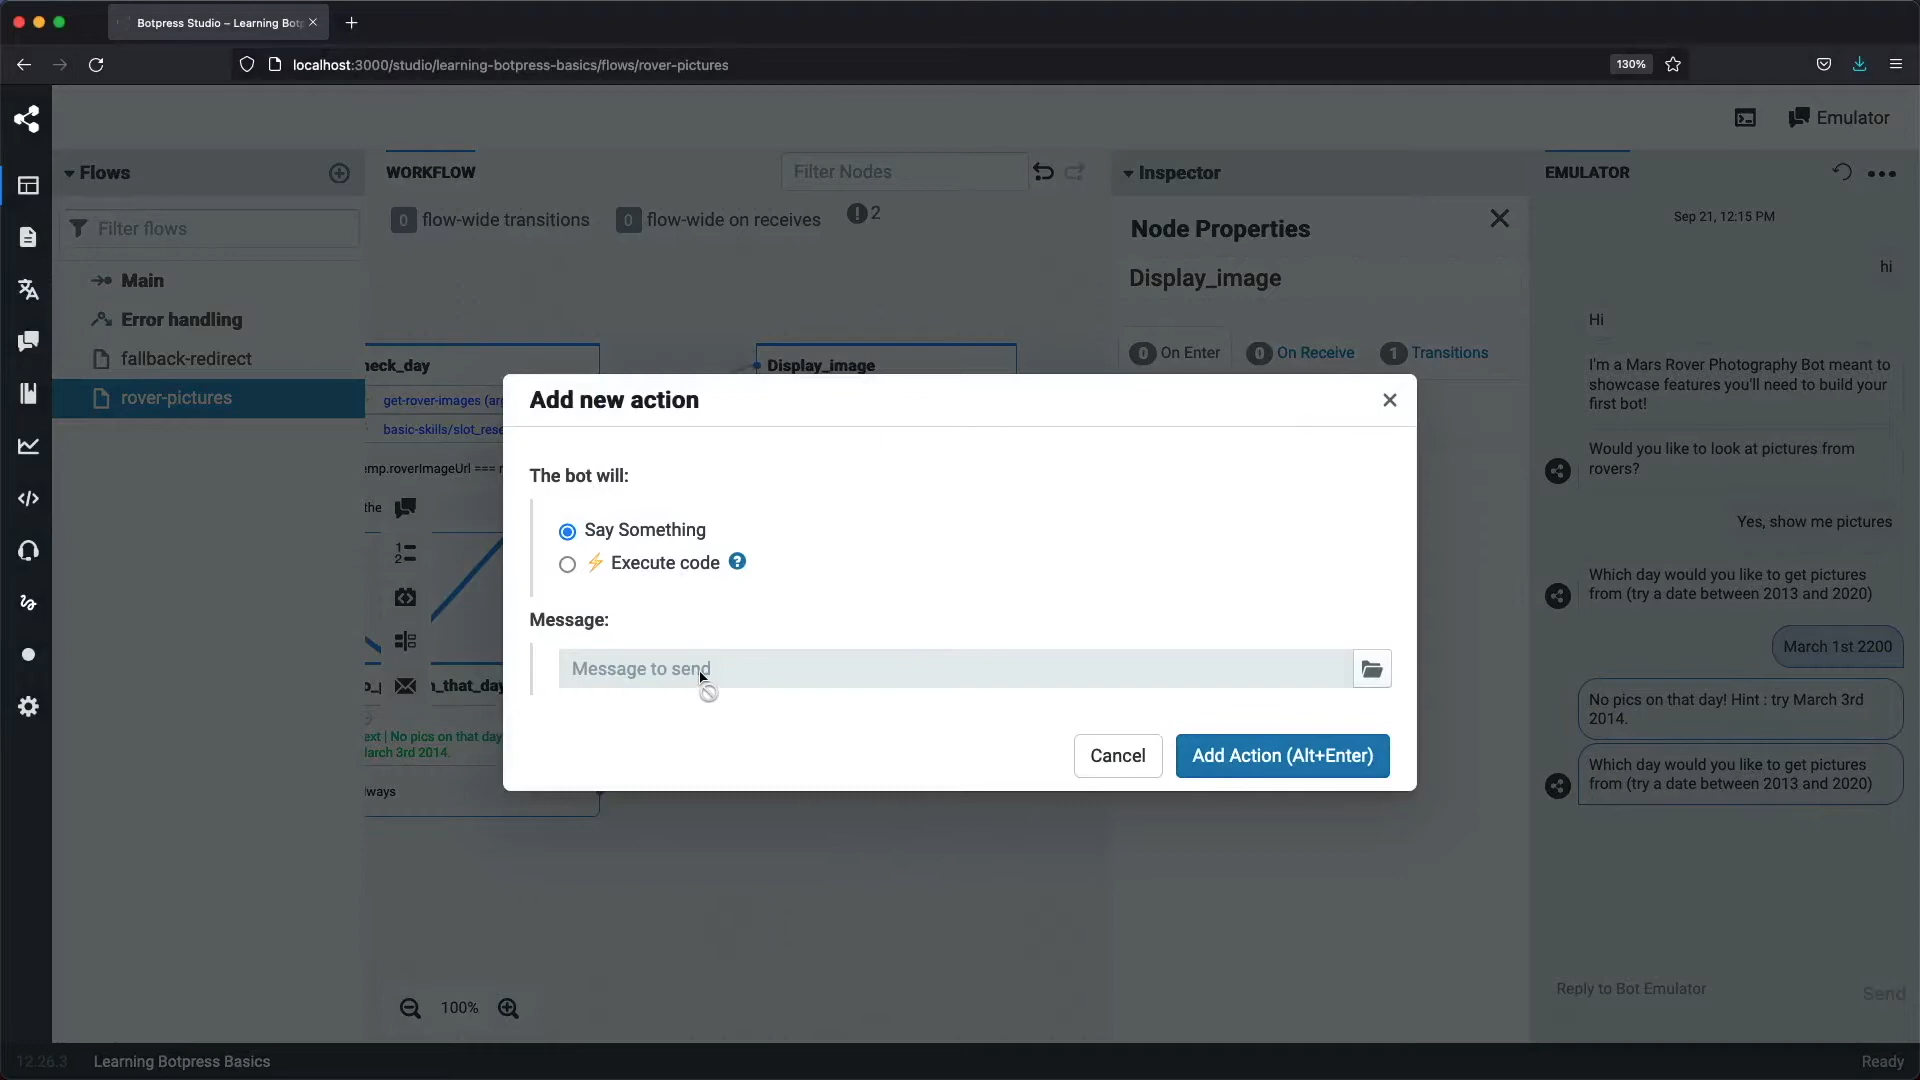 Botpress Studio – Learning Bot
localhost:3000/studio/learning-botpress-basics/flows/rover-pictures
130%
Emulator
Flows
WORKFLOW
Filter Nodes
Inspector
EMULATOR
Filter flows
0 flow-wide transitions
0 flow-wide on receives
2
Node Properties
Display_image
0 On Enter
0 On Receive
1 Transitions
Main
Error handling
fallback-redirect
rover-pictures
heck_day
get-rover-images (ar
basic-skills/slot_rese
emp.roverImageUrl ===
the
Display_image
_that_day
ext | No pics on that day
March 3rd 2014.
lways
Add new action
The bot will:
Say Something
Execute code
Message:
Message to send
Cancel
Add Action (Alt+Enter)
Sep 21, 12:15 PM
hi
Hi
I'm a Mars Rover Photography Bot meant to
showcase features you'll need to build your
first bot!
Would you like to look at pictures from
rovers?
Yes, show me pictures
Which day would you like to get pictures
from (try a date between 2013 and 2020)
March 1st 2200
No pics on that day! Hint : try March 3rd
2014.
Which day would you like to get pictures
from (try a date between 2013 and 2020)
Reply to Bot Emulator
Send
100%
12.26.3
Learning Botpress Basics
Ready